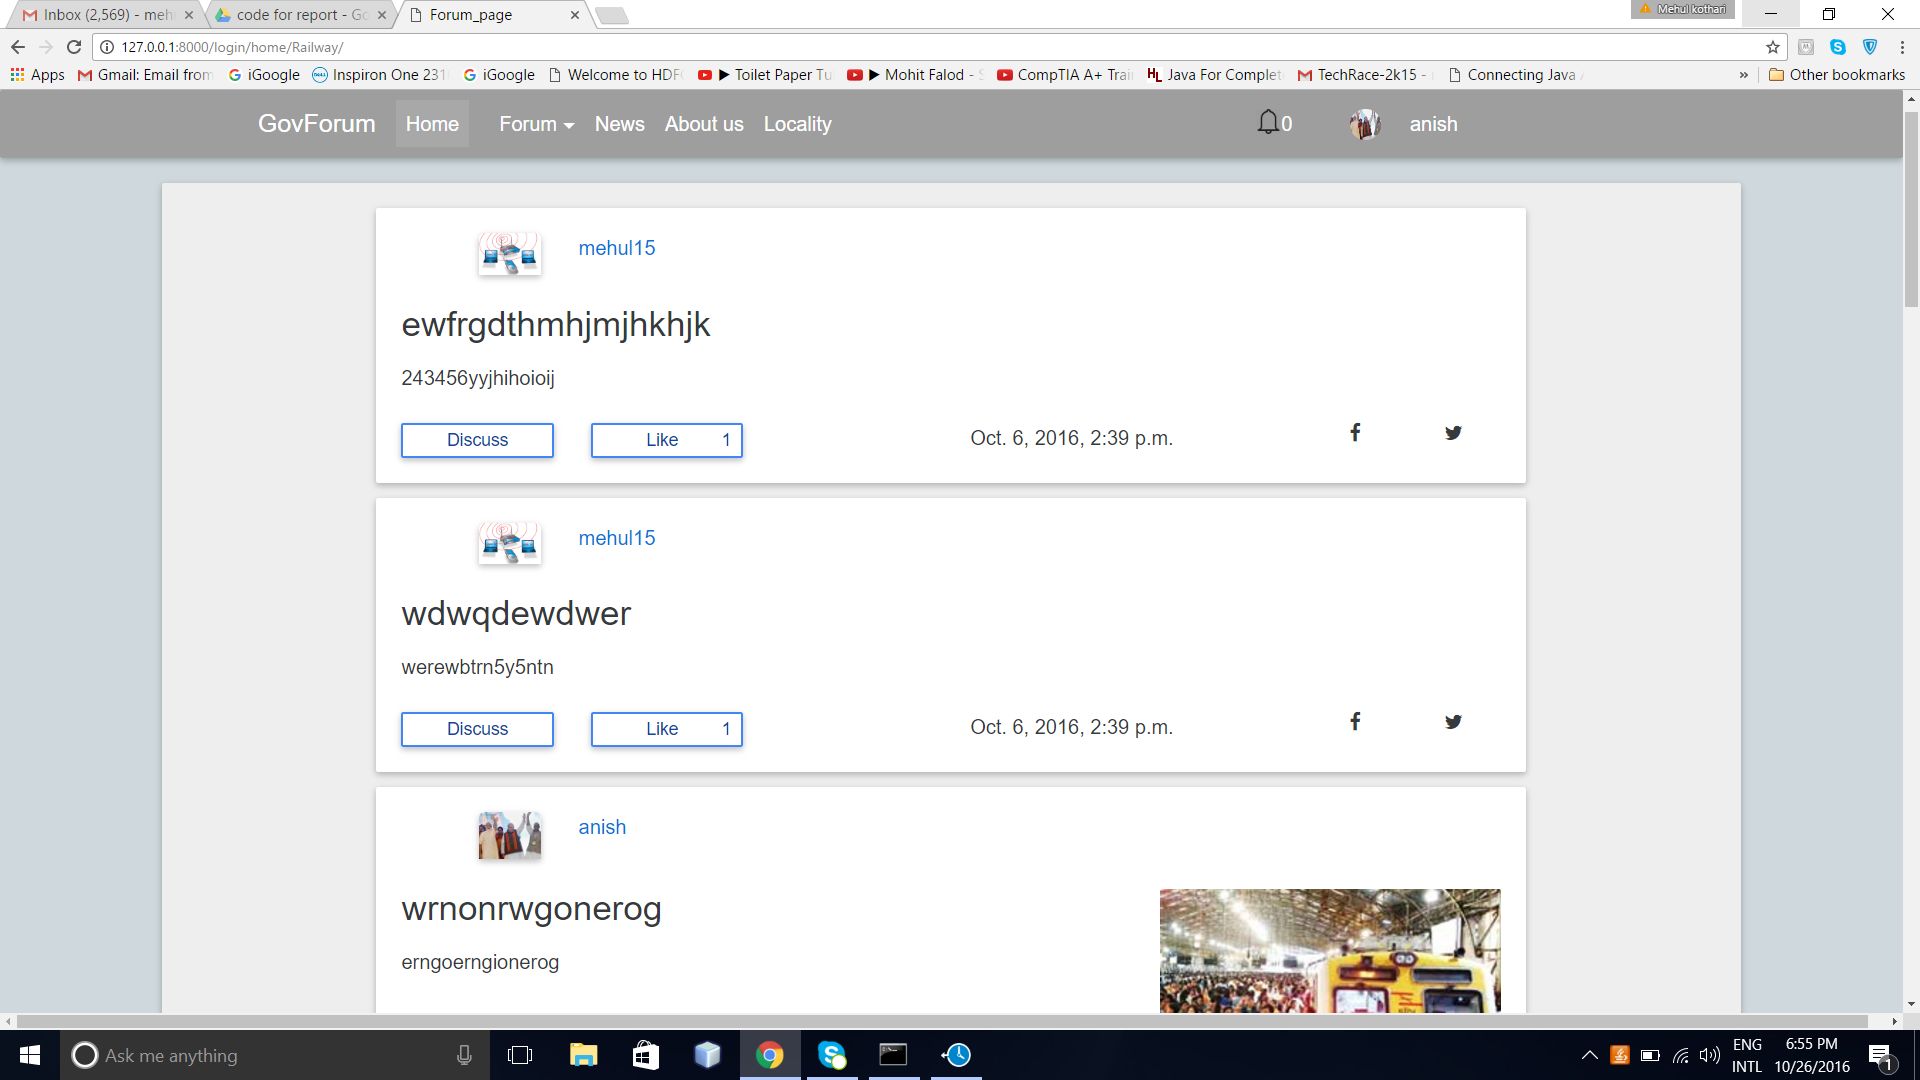 Inbox (2,569) - meh
code for report - Go
Forum_page
Mehul kothari
127.0.0.1:8000/login/home/Railway/
Apps
Gmail: Email from
iGoogle
Inspiron One 231
iGoogle
Welcome to HDF
▶ Toilet Paper Tu
▶ Mohit Falod - S
CompTIA A+ Trai
HL Java For Complet
TechRace-2k15 -
Connecting Java
»
Other bookmarks
GovForum
Home
Forum
News
About us
Locality
0
anish
mehul15
ewfrgdthmhjmjhkhjk
243456yyjhihoioij
Discuss
Like 1
Oct. 6, 2016, 2:39 p.m.
mehul15
wdwqdewdwer
werewbtrn5y5ntn
Discuss
Like 1
Oct. 6, 2016, 2:39 p.m.
anish
wrnonrwgonerog
erngoerngionerog
Ask me anything
ENG
INTL
6:55 PM
10/26/2016
1